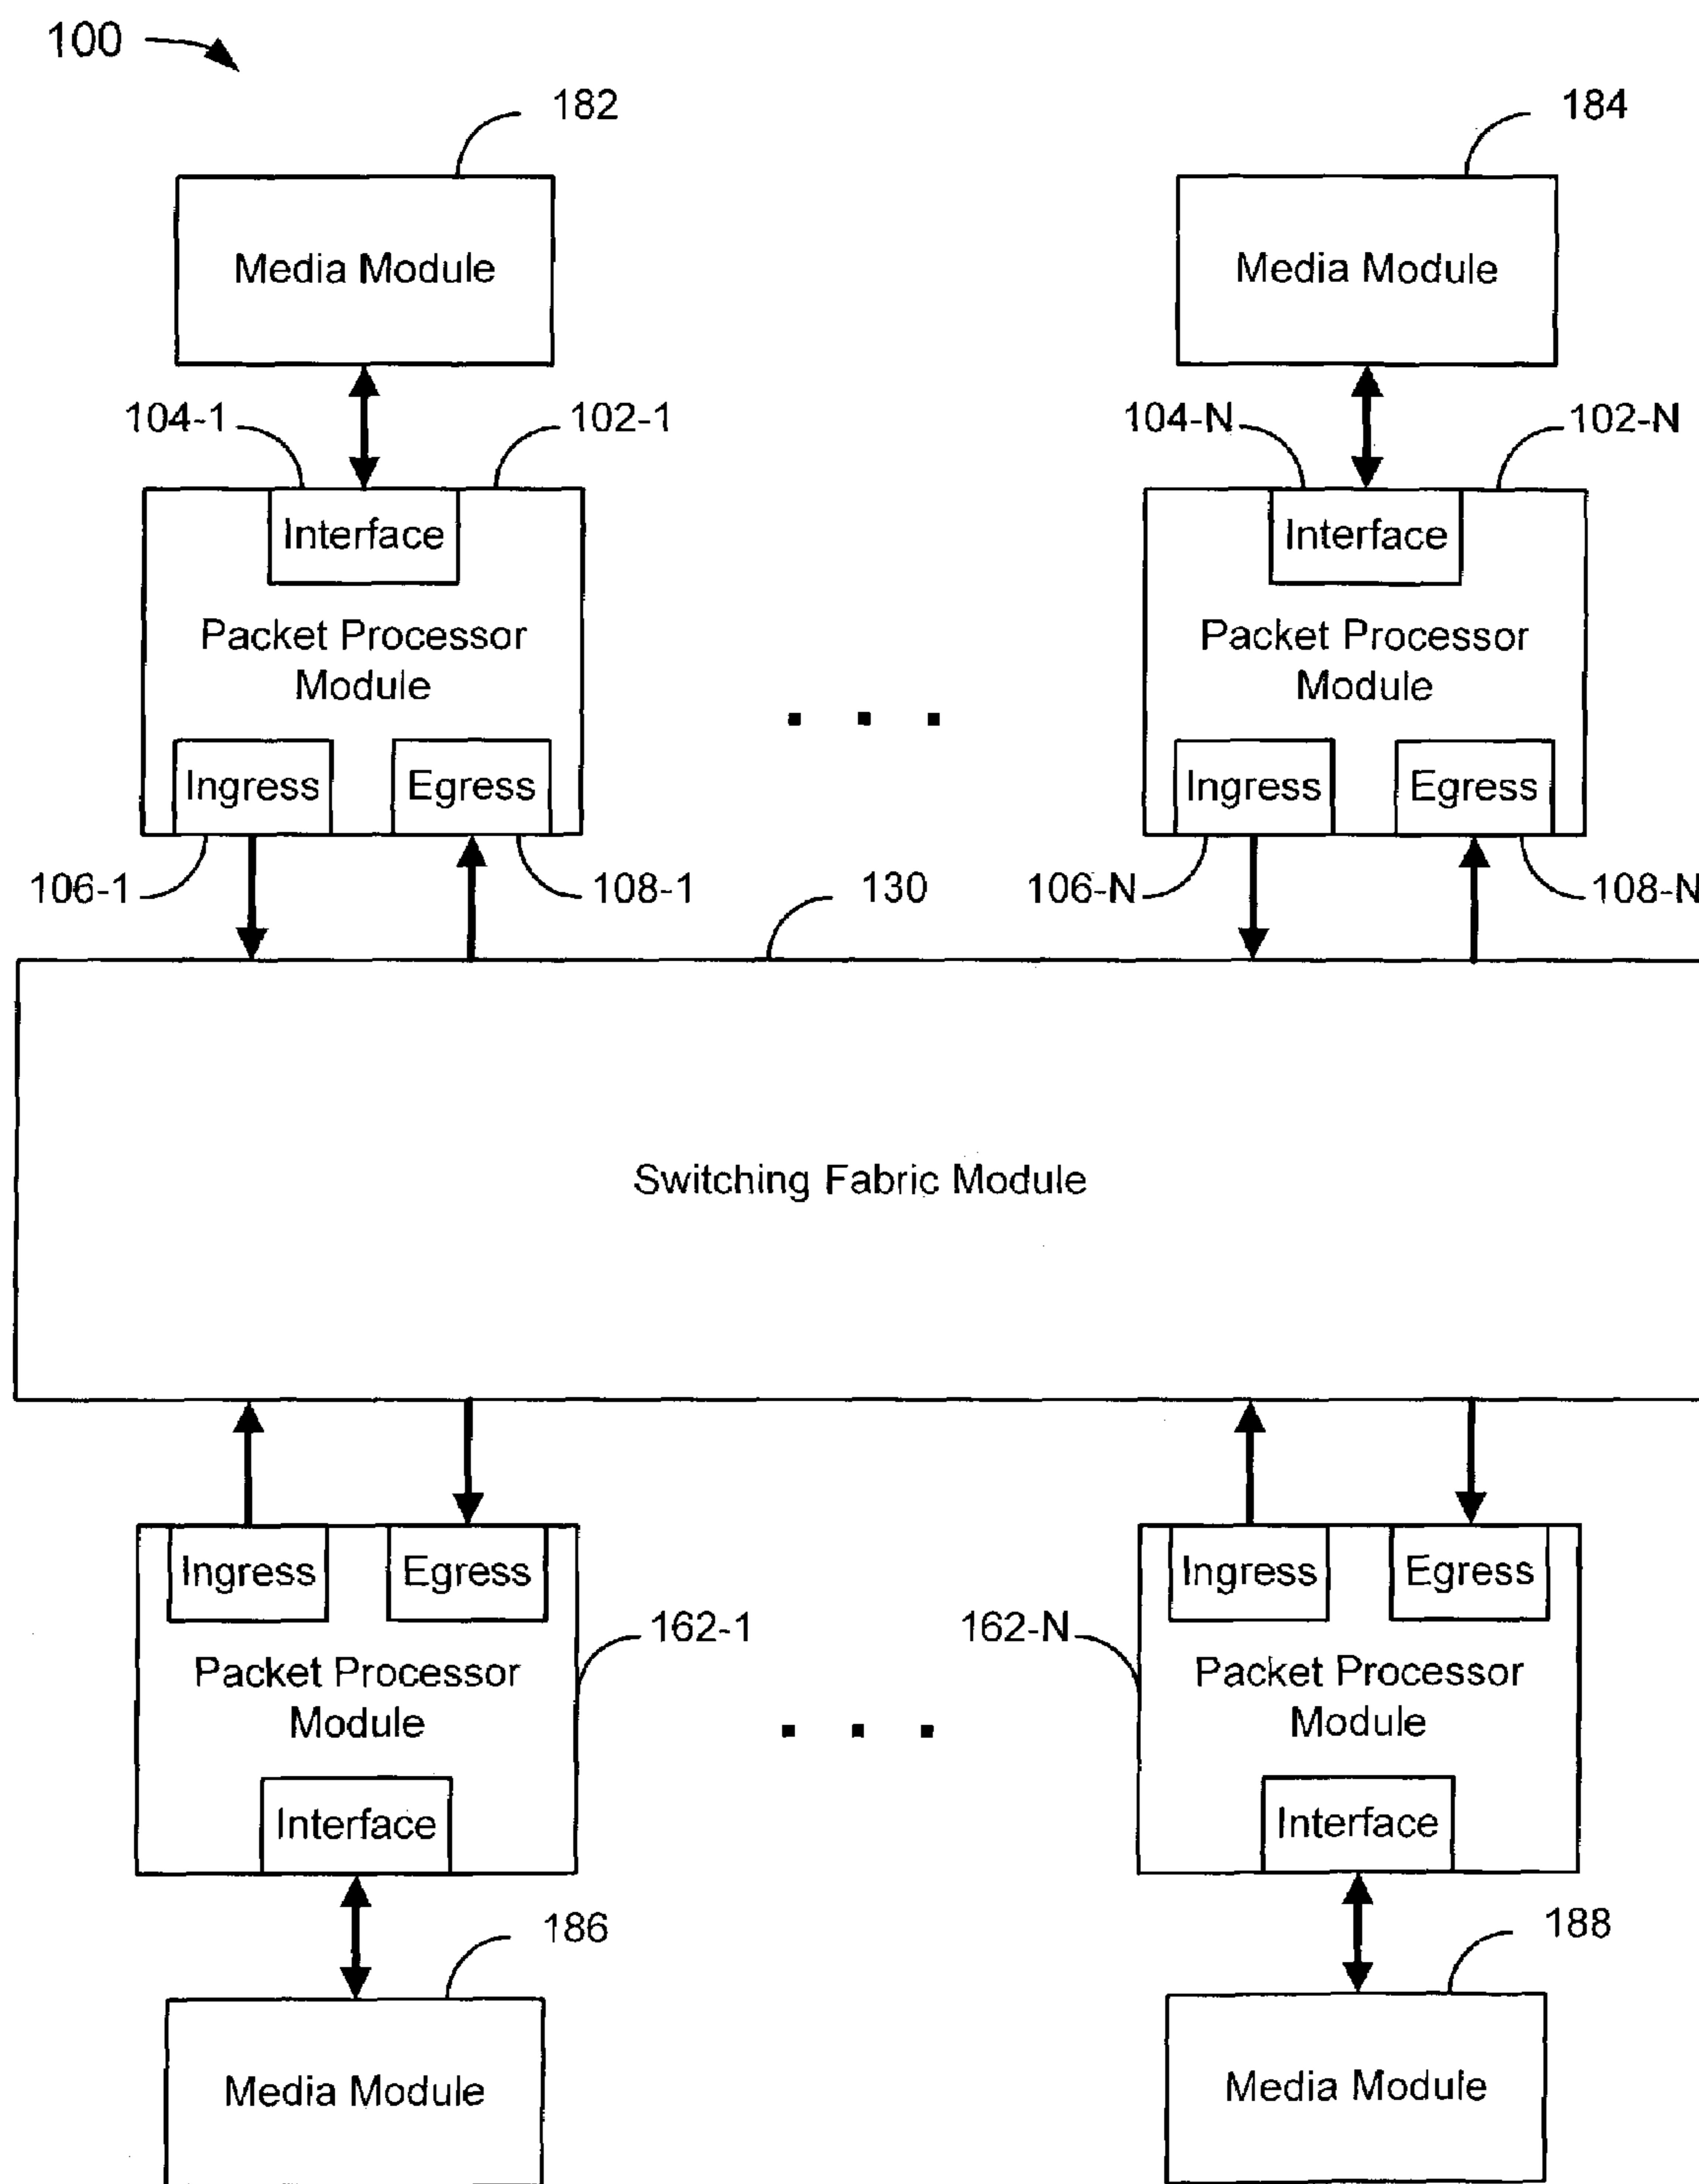 100
182
184
Media Module
Media Module
104-1
102-1
104-N
102-N
Interface
Interface
Packet Processor
Module
Packet Processor
Module
Ingress
Egress
Ingress
Egress
106-1
108-1
130
106-N
108-N
Switching Fabric Module
Ingress
Egress
Ingress
Egress
162-1
162-N
Packet Processor
Module
Packet Processor
Module
Interface
Interface
186
188
Media Module
Media Module